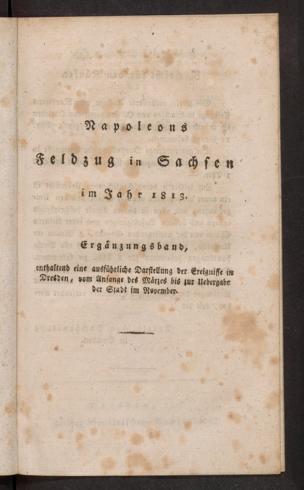 Napoleons
Feldzug in Sachsen
im Jahr 1813.
Ergänzungsband,
enthaltend eine ausführliche Darstellung der Ereignisse in
Dresden, vom Anfange des Märzes bis zur Uebergabe
der Stadt im November.